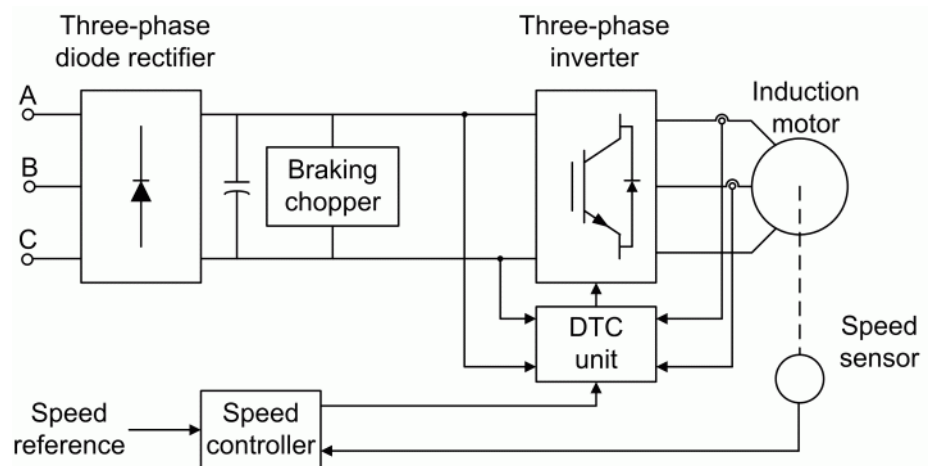 Three-phase
diode rectifier
Three-phase
inverter
Induction
motor
A
B
C
Braking
chopper
DTC
unit
Speed
sensor
Speed
reference
Speed
controller